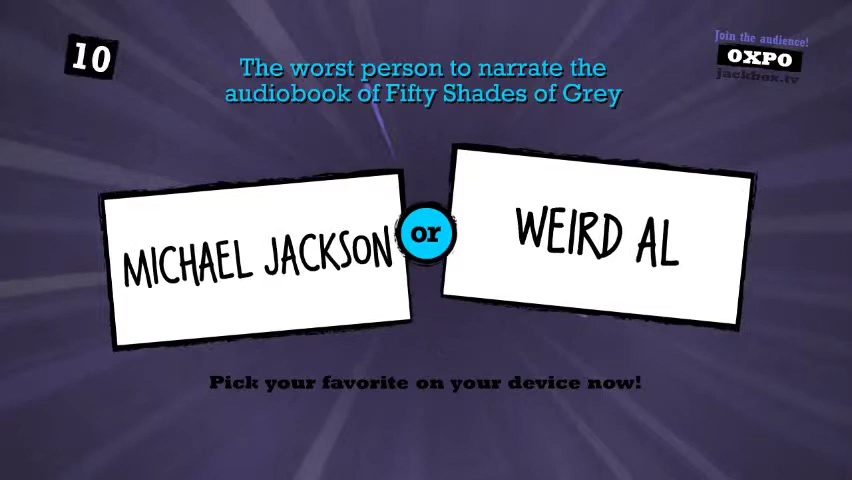 10
Join the audience!
OXPO
jackbox.tv
The worst person to narrate the
audiobook of Fifty Shades of Grey
MICHAEL JACKSON
or
WEIRD AL
Pick your favorite on your device now!